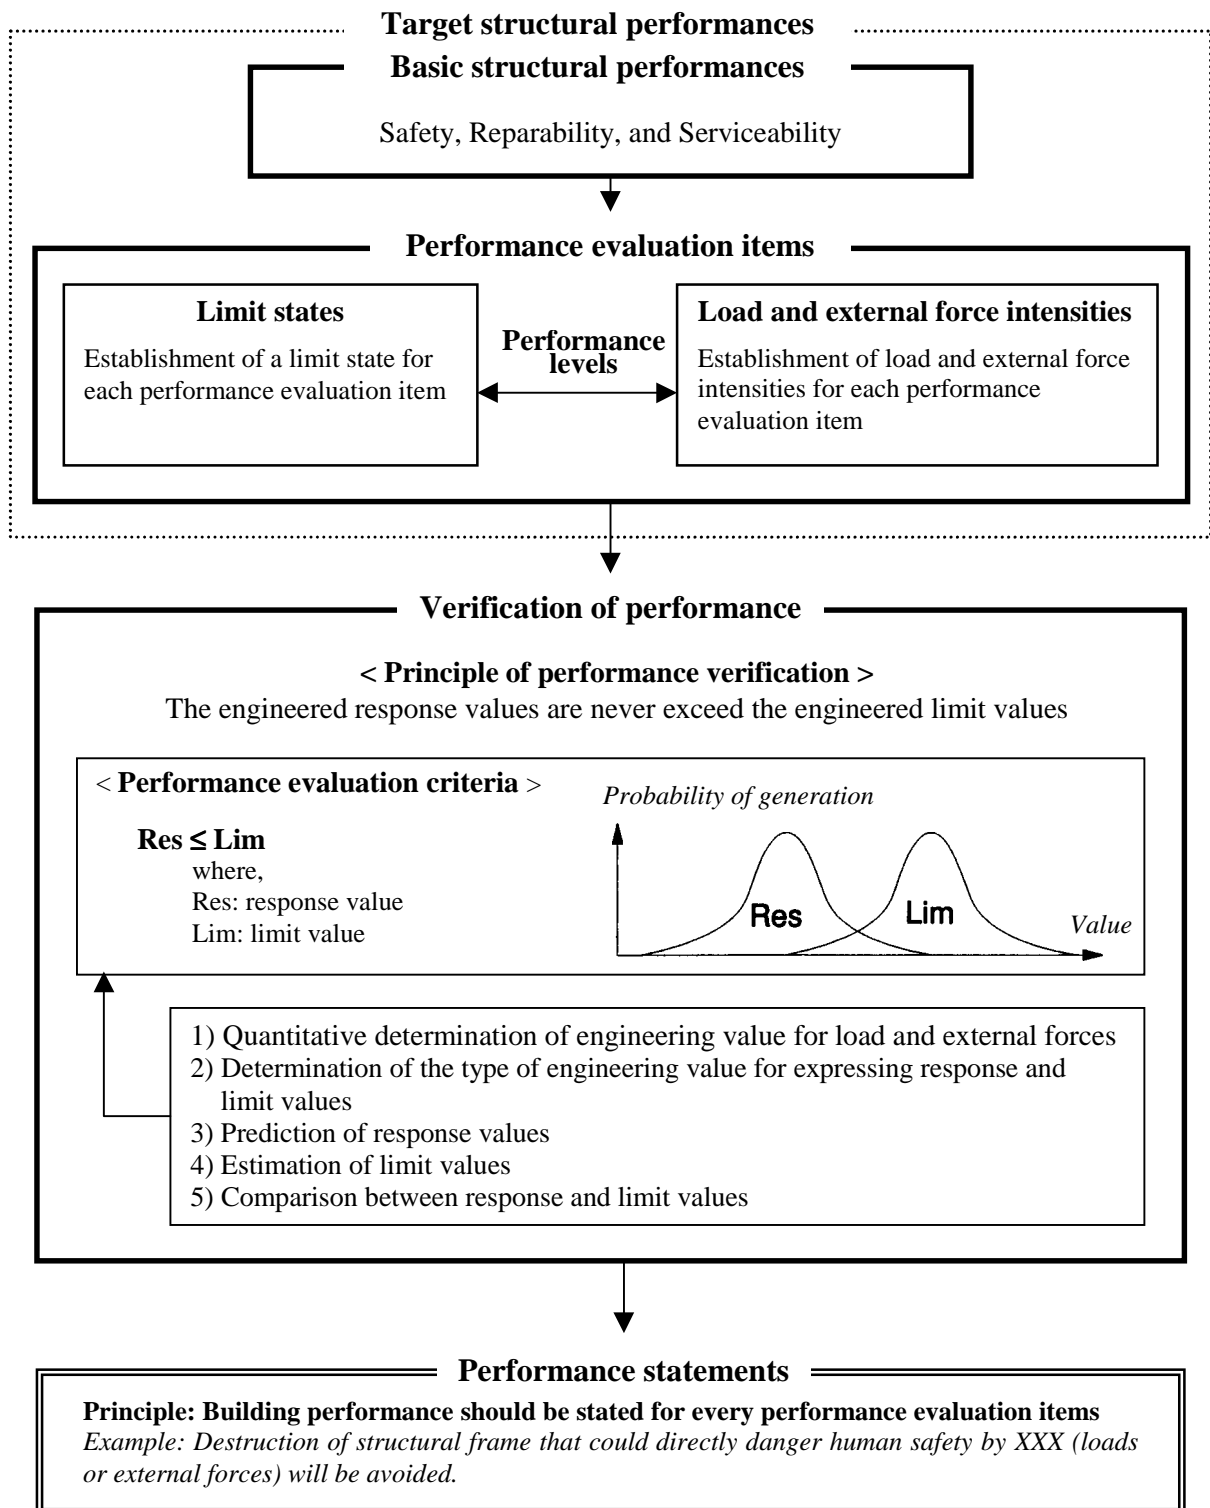 Target structural performances
Basic structural performances
Safety, Reparability, and Serviceability
Performance evaluation items
Limit states
Establishment of a limit state for
each performance evaluation item
Performance
levels
Load and external force intensities
Establishment of load and external force
intensities for each performance
evaluation item
Verification of performance
< Principle of performance verification >
The engineered response values are never exceed the engineered limit values
< Performance evaluation criteria >
Res ≤ Lim
where,
Res: response value
Lim: limit value
Probability of generation
Res
Lim
Value
1) Quantitative determination of engineering value for load and external forces
2) Determination of the type of engineering value for expressing response and
limit values
3) Prediction of response values
4) Estimation of limit values
5) Comparison between response and limit values
Performance statements
Principle: Building performance should be stated for every performance evaluation items
Example: Destruction of structural frame that could directly danger human safety by XXX (loads
or external forces) will be avoided.